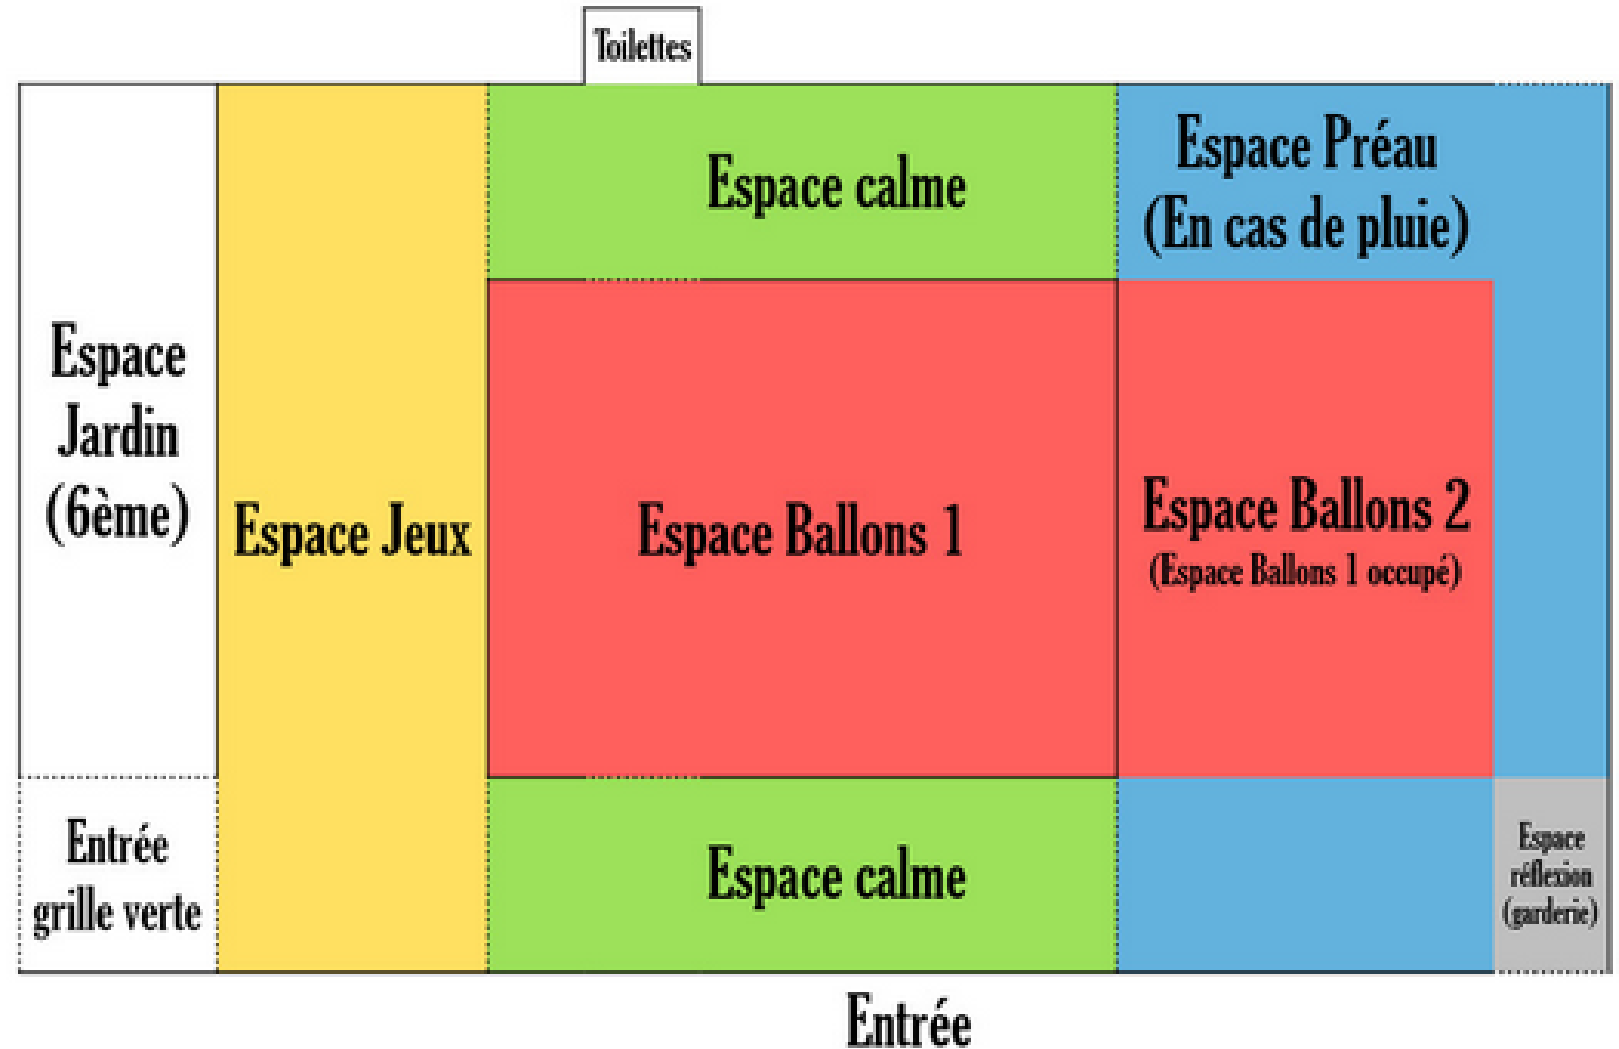 Toilettes
Espace calme
Espace Préau
(En cas de pluie)
Espace
Jardin
(6ème)
Espace Jeux
Espace Ballons 1
Espace Ballons 2
(Espace Ballons 1 occupé)
Entrée
grille verte
Espace calme
Espace
réflexion
(garderie)
Entrée